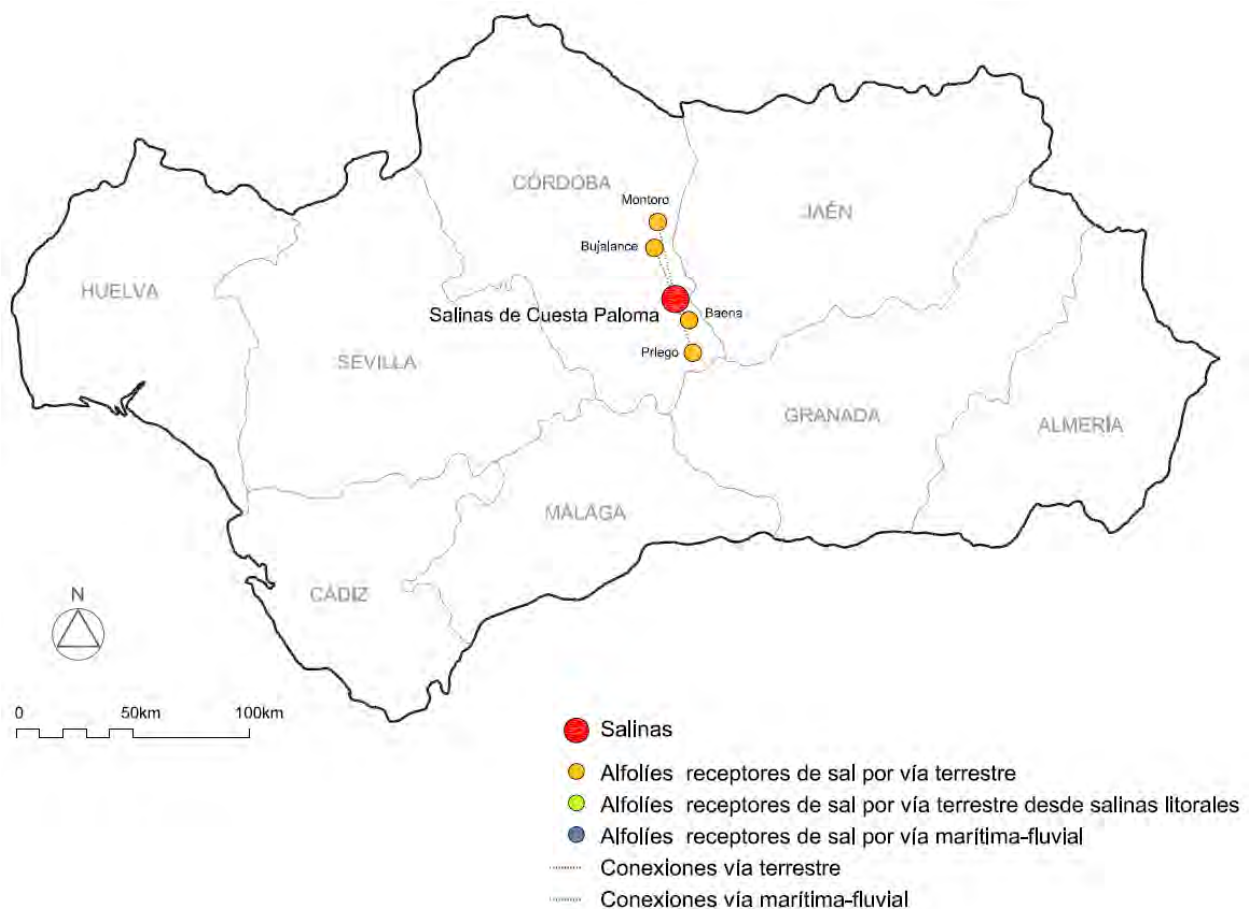 CÓRDOBA
Montoro
JAÉN
Bujalance
HUELVA
Salinas de Cuesta Paloma
Baena
Priego
SEVILLA
GRANADA
ALMERÍA
MÁLAGA
CÁDIZ
N
0 50km 100km
Salinas
Alfolíes receptores de sal por vía terrestre
Alfolíes receptores de sal por vía terrestre desde salinas litorales
Alfolíes receptores de sal por vía marítima-fluvial
Conexiones vía terrestre
Conexiones vía marítima-fluvial